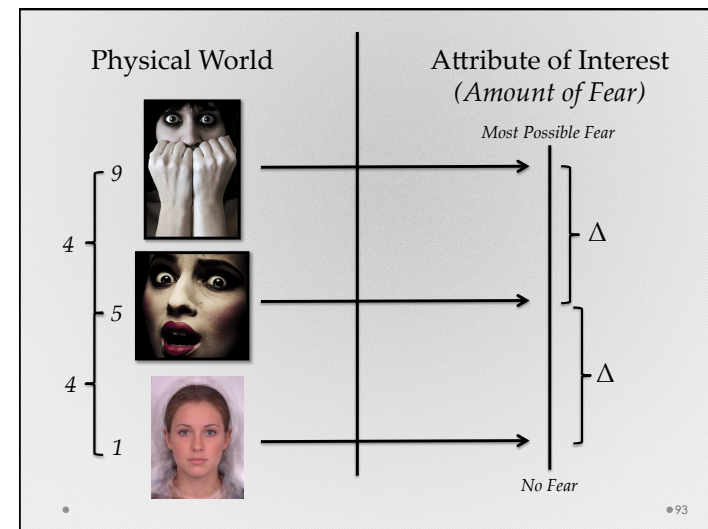 Physical World
Attribute of Interest
(Amount of Fear)
Most Possible Fear
9
4
Δ
5
4
Δ
1
No Fear
93